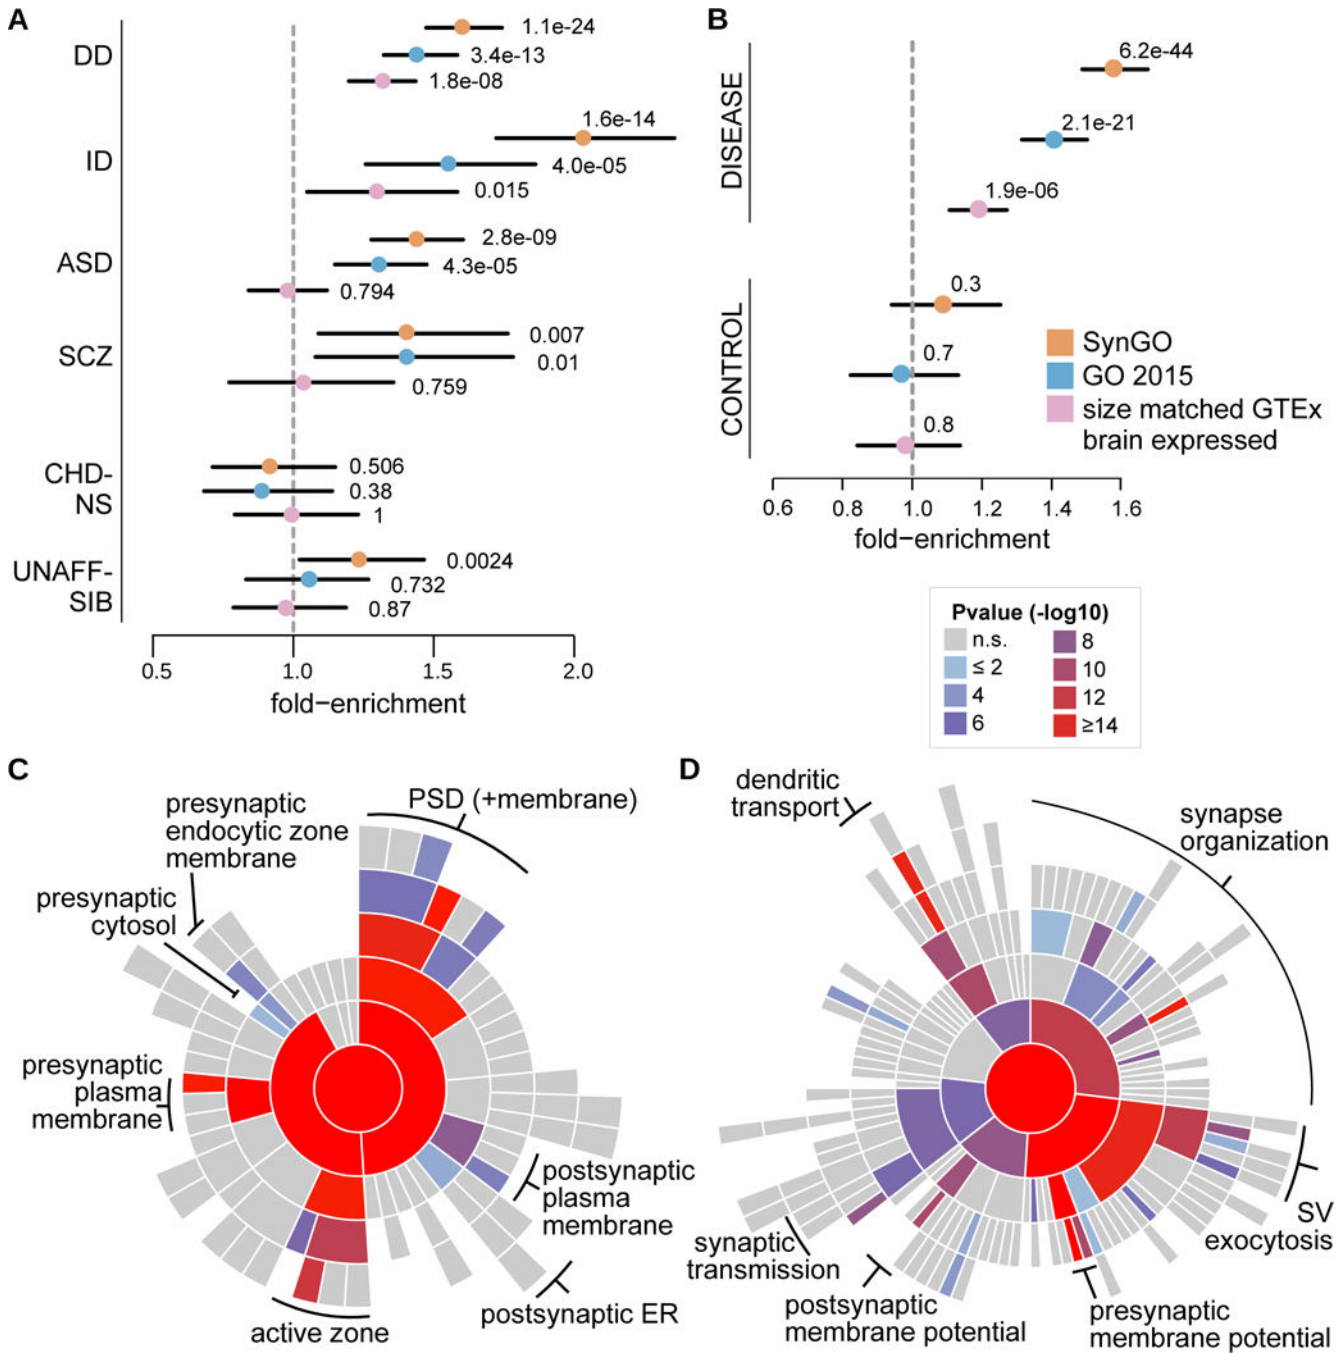 A
DD
1.1e-24
3.4e-13
1.8e-08
ID
1.6e-14
4.0e-05
0.015
ASD
2.8e-09
4.3e-05
0.794
SCZ
0.007
0.01
0.759
CHD-
NS
0.506
0.38
1
UNAFF-
SIB
0.0024
0.732
0.87
0.5
1.0
1.5
2.0
fold−enrichment
B
DISEASE
6.2e-44
2.1e-21
1.9e-06
CONTROL
0.3
0.7
0.8
SynGO
GO 2015
size matched GTEx
brain expressed
0.6
0.8
1.0
1.2
1.4
1.6
fold−enrichment
Pvalue (-log10)
n.s.
≤ 2
4
6
8
10
12
≥14
C
PSD (+membrane)
presynaptic
endocytic zone
membrane
presynaptic
cytosol
presynaptic
plasma
membrane
active zone
postsynaptic
plasma
membrane
postsynaptic ER
D
dendritic
transport
synapse
organization
SV
exocytosis
synaptic
transmission
postsynaptic
membrane potential
presynaptic
membrane potential